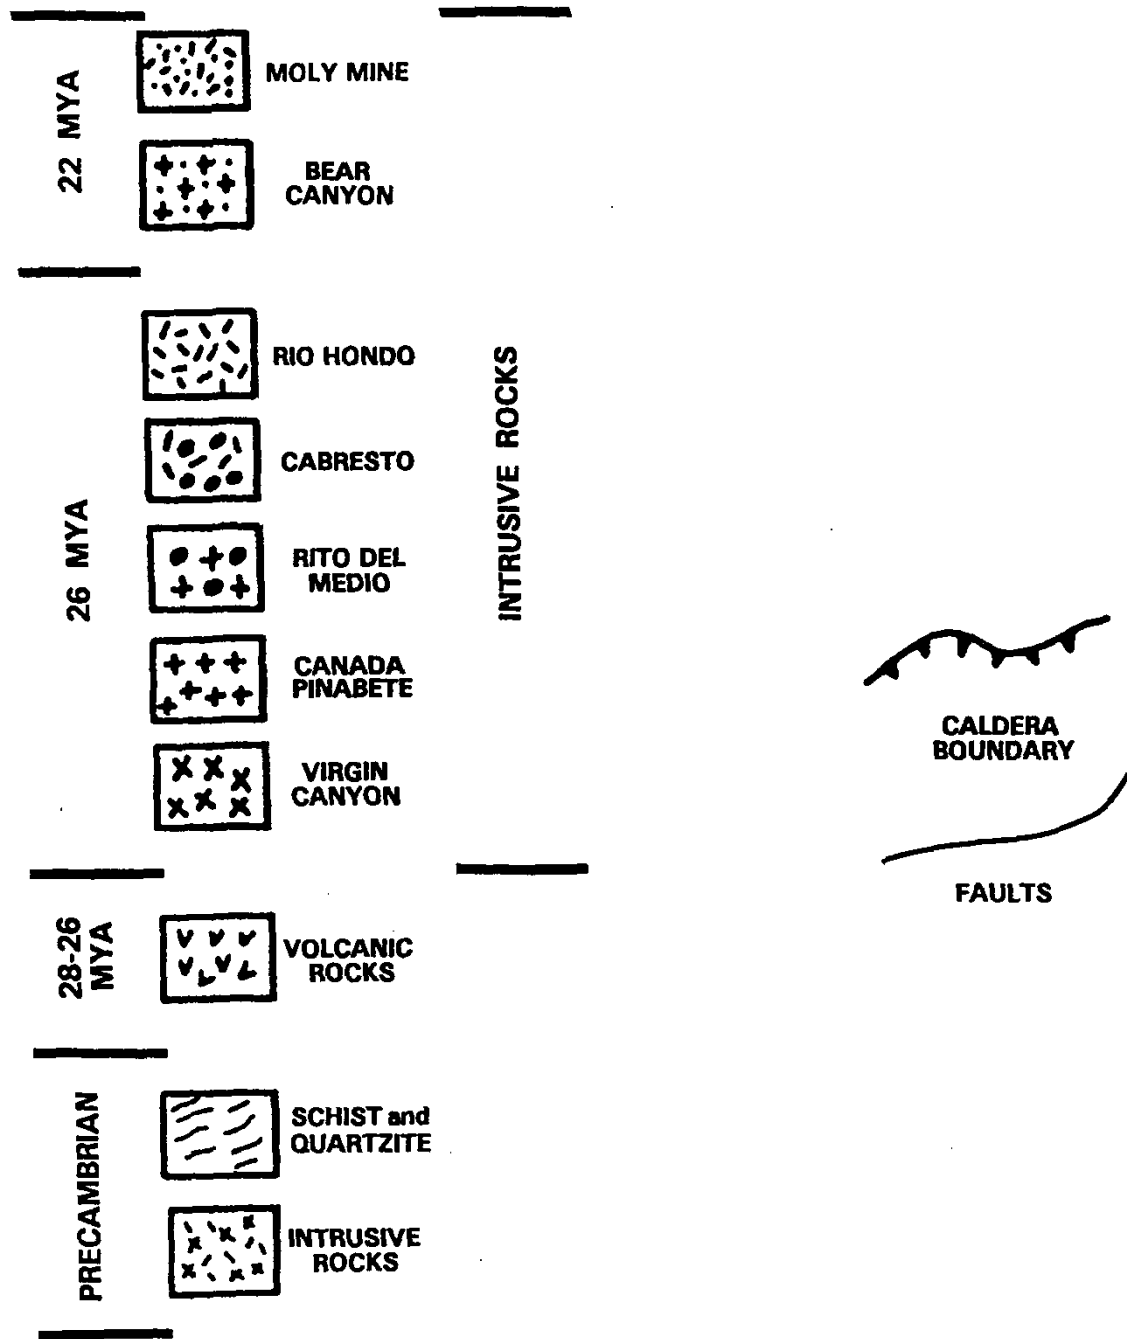 22 MYA
MOLY MINE
BEAR
CANYON
26 MYA
RIO HONDO
CABRESTO
RITO DEL
MEDIO
CANADA
PINABETE
VIRGIN
CANYON
INTRUSIVE ROCKS
28-26
MYA
VOLCANIC
ROCKS
PRECAMBRIAN
SCHIST and
QUARTZITE
INTRUSIVE
ROCKS
CALDERA
BOUNDARY
FAULTS